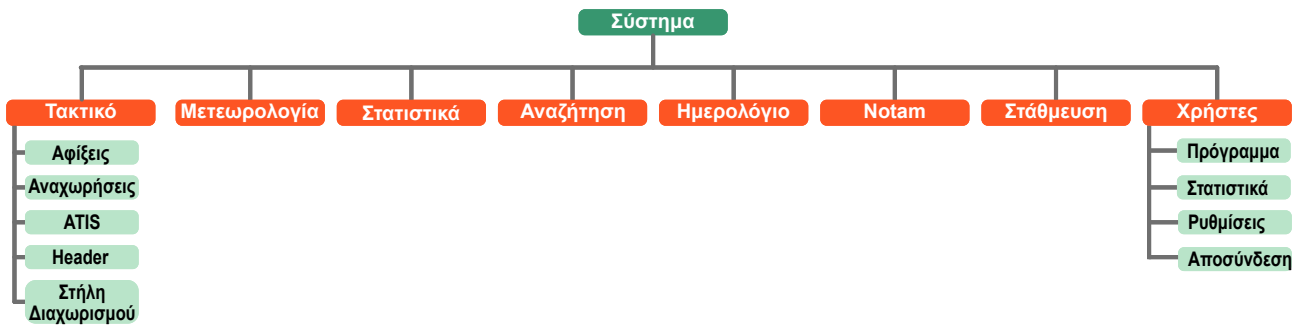 Σύστημα
Τακτικό
Μετεωρολογία
Στατιστικά
Αναζήτηση
Ημερολόγιο
Notam
Στάθμευση
Χρήστες
Αφίξεις
Αναχωρήσεις
ATIS
Header
Στήλη
Διαχωρισμού
Πρόγραμμα
Στατιστικά
Ρυθμίσεις
Αποσύνδεση